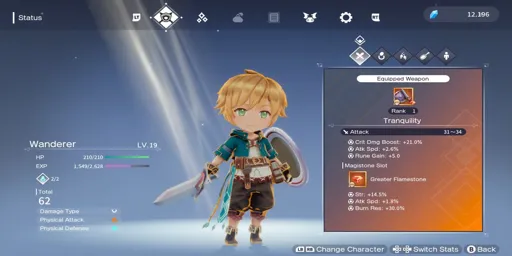 Status
12,196
Equipped Weapon
Rank 1
Tranquility
Attack 31～34
Crit Dmg Boost: +21.0%
Atk Spd: +2.4%
Rune Gain: +5.0
Magistone Slot
Greater Flamestone
Str: +14.5%
Atk Spd: +1.8%
Burn Res: +30.0%
Wanderer LV.19
HP 210/210
EXP 1,549/2,628
2/2
Total
62
Damage Type
Physical Attack
Physical Defense
Change Character Switch Stats Back